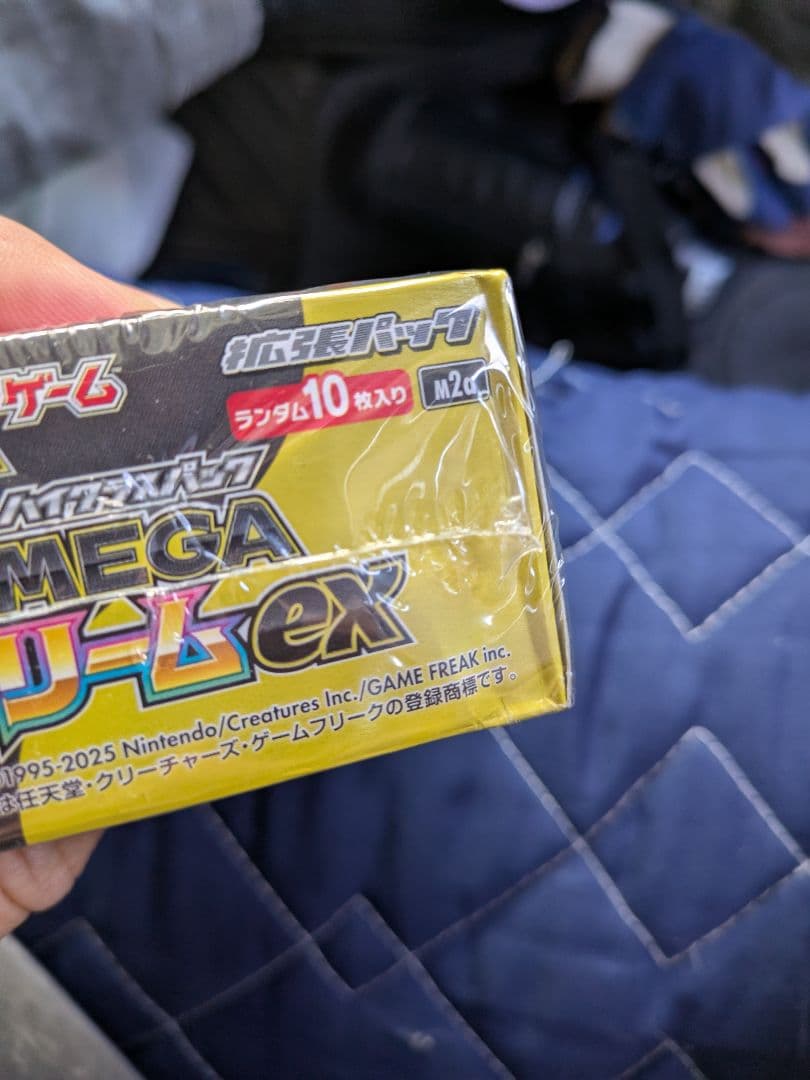 拡張パック
ゲーム
ランダム10枚入り
M2a
ハイクラスパック
MEGA
リームex
1995-2025 Nintendo/Creatures Inc./GAME FREAK inc.
は任天堂・クリーチャーズ・ゲームフリークの登録商標です。